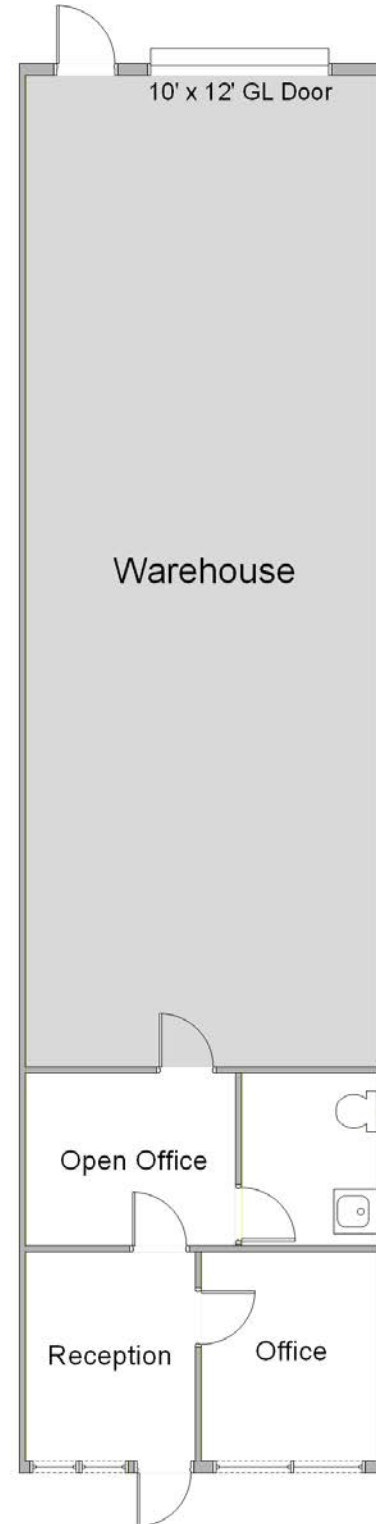 10' x 12' GL Door
Warehouse
Open Office
Reception
Office